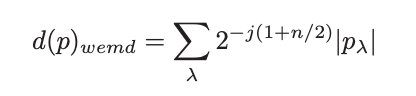 d(p)_{wemd} = \sum_{\lambda} 2^{-j(1+n/2)} |p_{\lambda}|